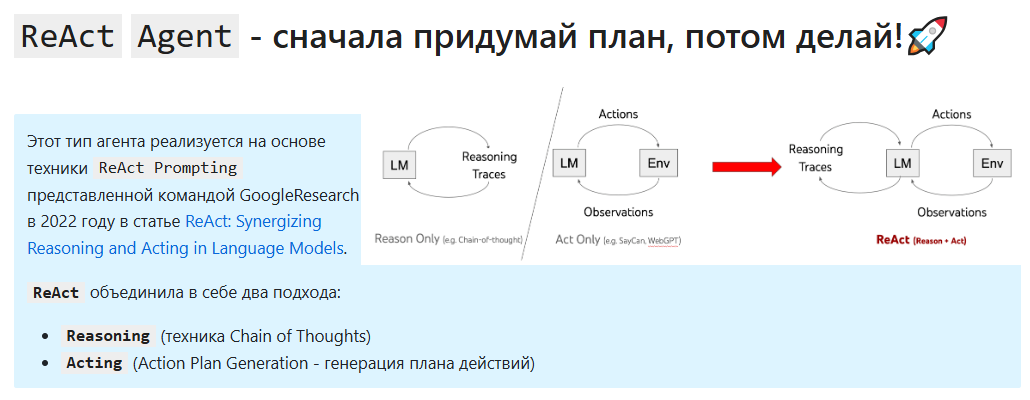 ReAct Agent - сначала придумай план, потом делай!🚀
Этот тип агента реализуется на основе
техники ReAct Prompting
представленной командой GoogleResearch
в 2022 году в статье ReAct: Synergizing
Reasoning and Acting in Language Models.
LM
Reasoning
Traces
Reason Only (e.g. Chain-of-thought)
Actions
LM
Env
Observations
Act Only (e.g. SayCan, WebGPT)
Reasoning
Traces
LM
Actions
Env
Observations
ReAct (Reason + Act)
ReAct объединила в себе два подхода:
• Reasoning (техника Chain of Thoughts)
• Acting (Action Plan Generation - генерация плана действий)